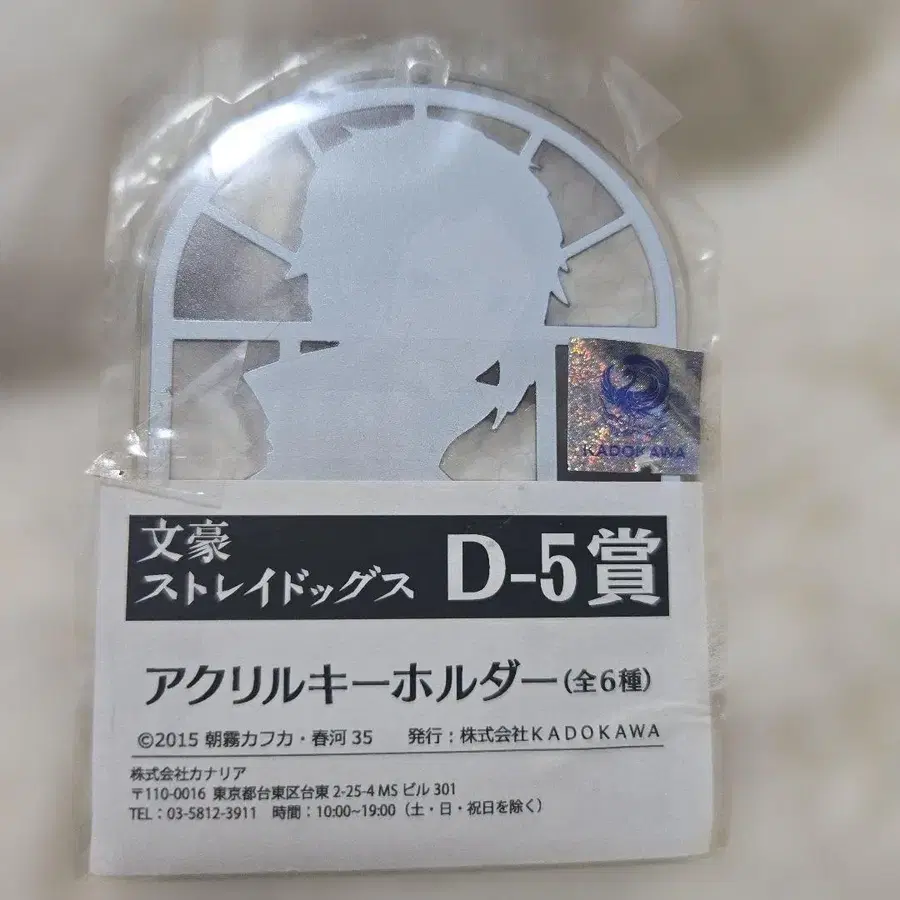 KADOKAWA
文豪
ストレイドッグス
D-5賞
アクリルキーホルダー(全6種)
©2015 朝霧カフカ・春河35 発行:株式会社KADOKAWA
株式会社カナリア
〒110-0016 東京都台東区台東 2-25-4 MS ビル 301
TEL:03-5812-3911 時間:10:00~19:00(土・日・祝日を除く)